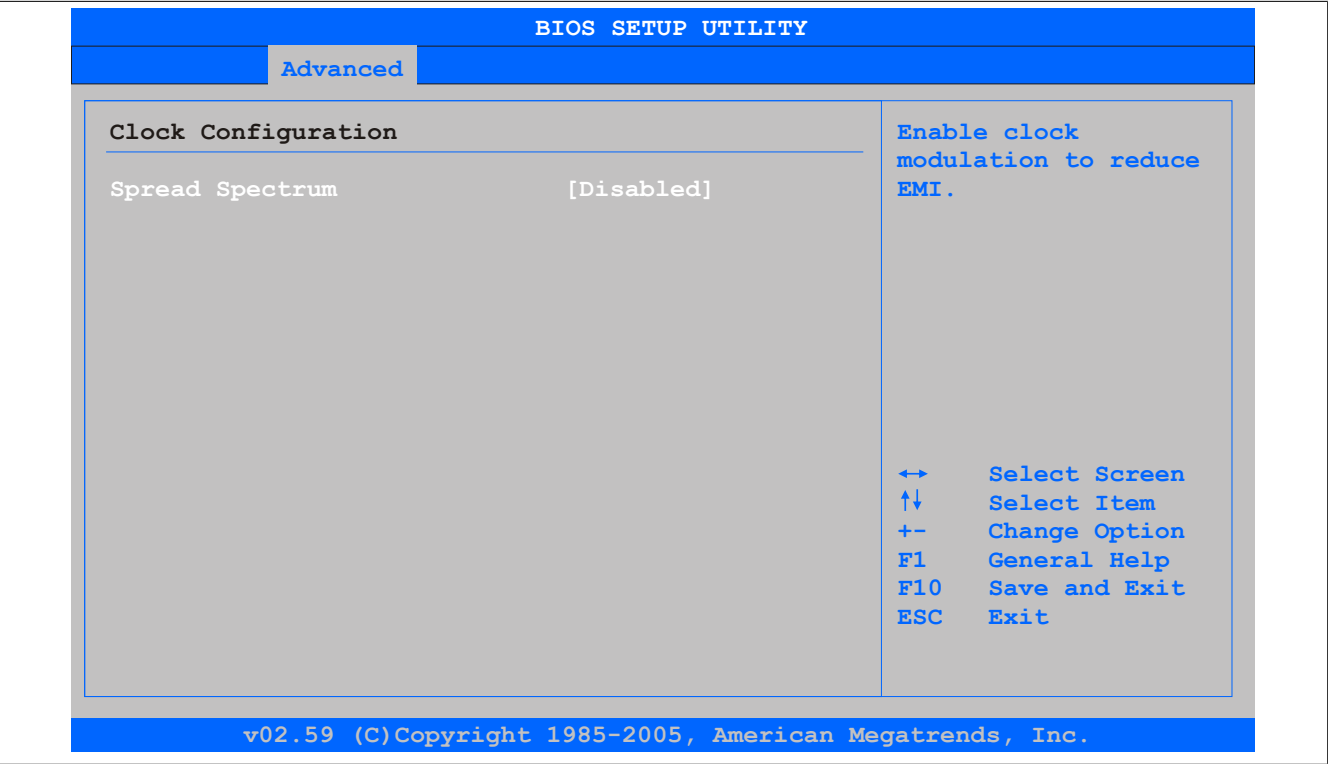 BIOS SETUP UTILITY
Advanced
Clock Configuration
Spread Spectrum [Disabled]
Enable clock
modulation to reduce
EMI.
↔ Select Screen
↑↓ Select Item
+- Change Option
F1 General Help
F10 Save and Exit
ESC Exit
v02.59 (C)Copyright 1985-2005, American Megatrends, Inc.